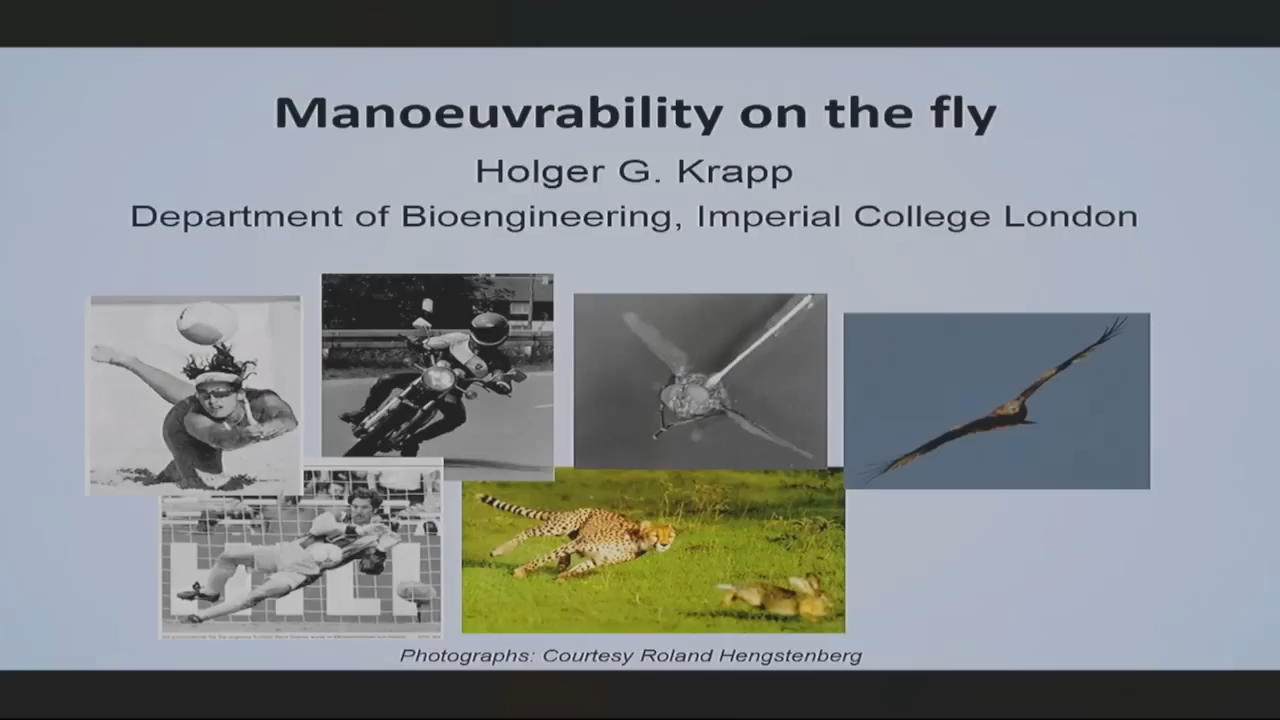 Manoeuvrability on the fly
Holger G. Krapp
Department of Bioengineering, Imperial College London
Photographs: Courtesy Roland Hengstenberg